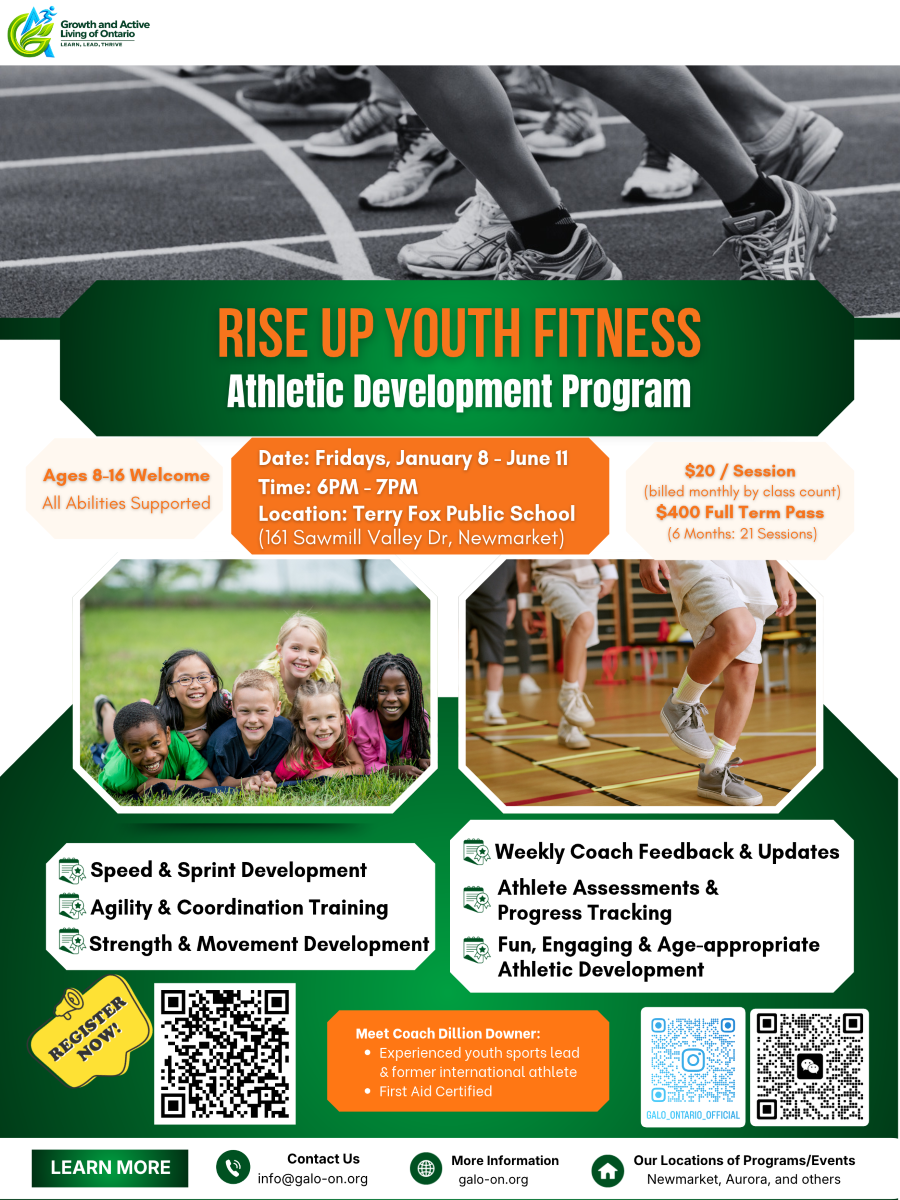 Growth and Active
Living of Ontario
LEARN, LEAD, THRIVE
RISE UP YOUTH FITNESS
Athletic Development Program
Ages 8-16 Welcome
All Abilities Supported
Date: Fridays, January 8 - June 11
Time: 6PM - 7PM
Location: Terry Fox Public School
(161 Sawmill Valley Dr, Newmarket)
$20 / Session
(billed monthly by class count)
$400 Full Term Pass
(6 Months: 21 Sessions)
Speed & Sprint Development
Agility & Coordination Training
Strength & Movement Development
Weekly Coach Feedback & Updates
Athlete Assessments &
Progress Tracking
Fun, Engaging & Age-appropriate
Athletic Development
REGISTER
NOW!
Meet Coach Dillion Downer:
• Experienced youth sports lead
& former international athlete
• First Aid Certified
GALO_ONTARIO_OFFICIAL
LEARN MORE
Contact Us
info@galo-on.org
More Information
galo-on.org
Our Locations of Programs/Events
Newmarket, Aurora, and others